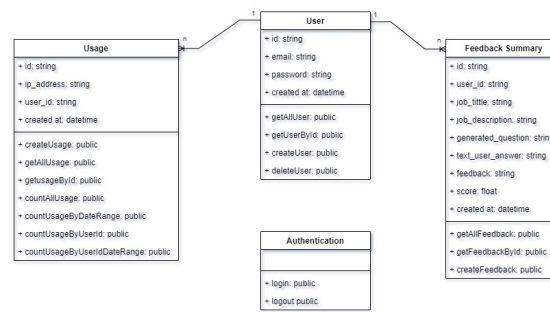 Usage
+ id: string
+ ip_address: string
+ user_id: string
+ created at: datetime
+ createUsage: public
+ getAllUsage: public
+ getusageById: public
+ countAllUsage: public
+ countUsageByDateRange: public
+ countUsageByUserId: public
+ countUsageByUserIdDateRange: public
n.
1.
User
+ id: string
+ email: string
+ password: string
+ created at: datetime
+ getAllUser: public
+ getUserById: public
+ createUser: public
+ deleteUser: public
1.
n.
Authentication
+ login: public
+ logout public
Feedback Summary
+ id: string
+ user_id: string
+ job_tittle: string
+ job_description: string
+ generated_question: strin
+ text_user_answer: string
+ feedback: string
+ score: float
+ created at: datetime
+ getAllFeedback: public
+ getFeedbackById: public
+ createFeedback: public